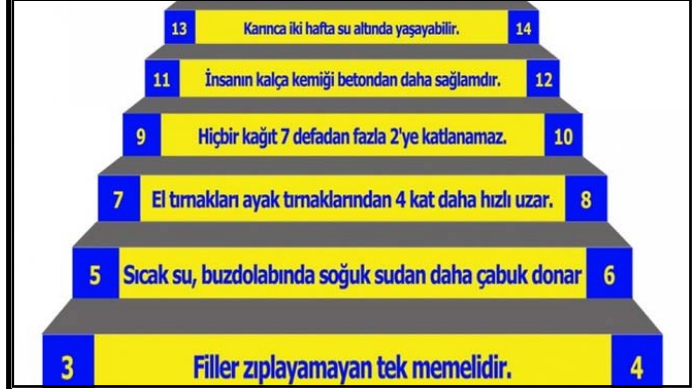 13 Karınca iki hafta su altında yaşayabilir. 14
11 İnsanın kalça kemiği betondan daha sağlamdır. 12
9 Hiçbir kağıt 7 defadan fazla 2'ye katlanamaz. 10
7 El tırnakları ayak tırnaklarından 4 kat daha hızlı uzar. 8
5 Sıcak su, buzdolabında soğuk sudan daha çabuk donar 6
3 Filler zıplayamayan tek memelidir. 4